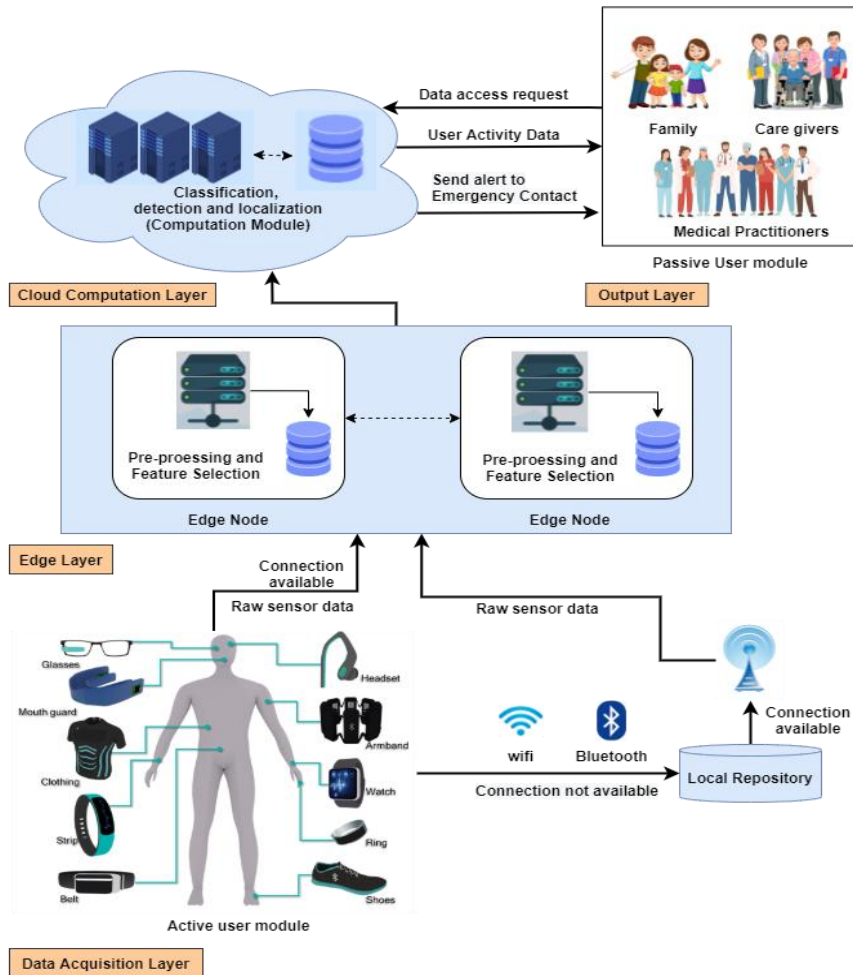 Data access request
User Activity Data
Send alert to
Emergency Contact
Family
Care givers
Medical Practitioners
Passive User module
Classification,
detection and localization
(Computation Module)
Cloud Computation Layer
Output Layer
Pre-proessing and
Feature Selection
Edge Node
Pre-proessing and
Feature Selection
Edge Node
Edge Layer
Connection
available
Raw sensor data
Raw sensor data
Glasses
Headset
Mouth guard
Armband
Clothing
Watch
Strip
Ring
Belt
Shoes
Active user module
wifi
Bluetooth
Connection not available
Connection
available
Local Repository
Data Acquisition Layer